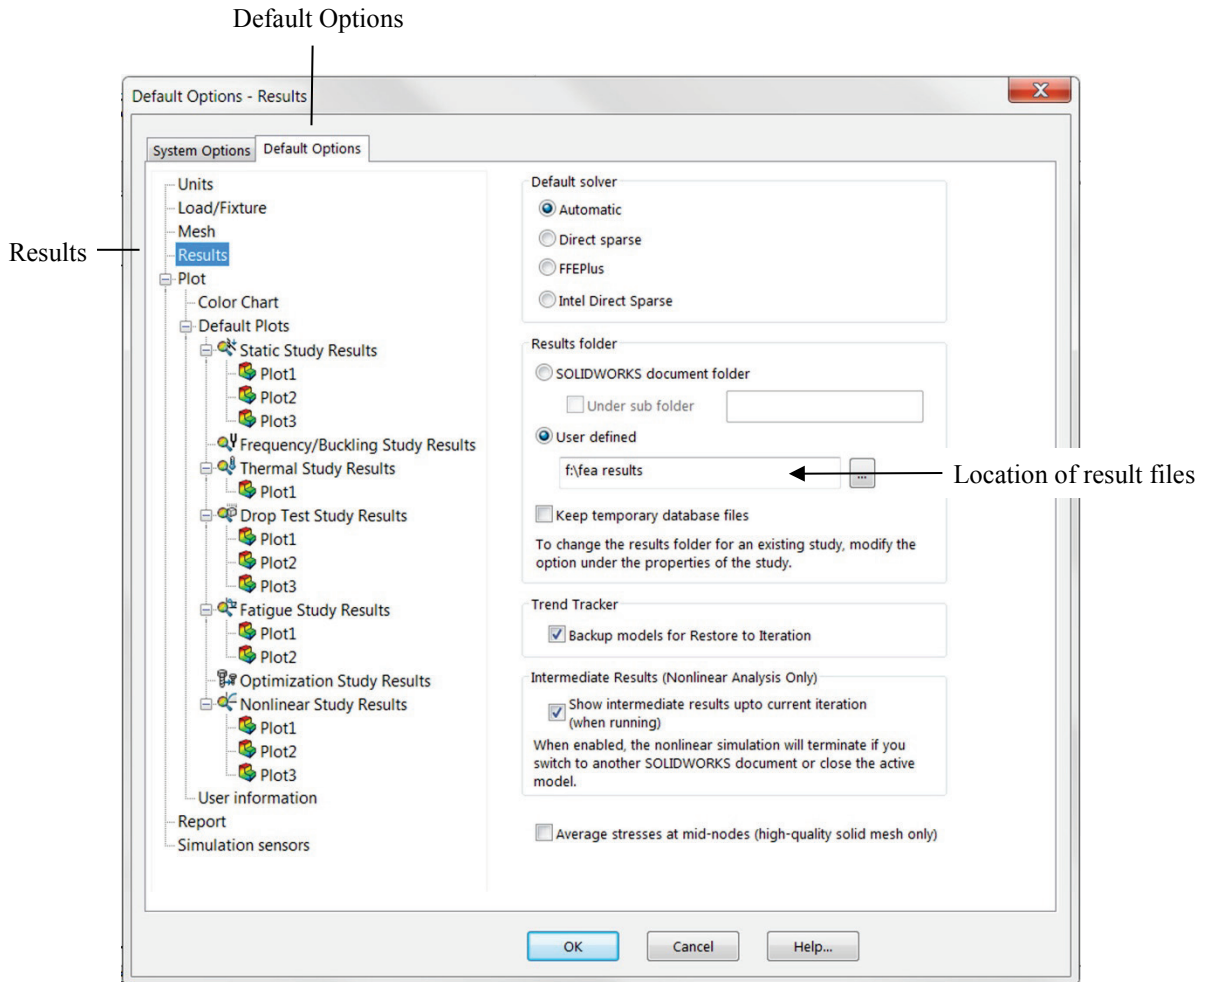 Default Options
Default Options - Results
X
System Options
Default Options
Results
Units
Load/Fixture
Mesh
Results
Plot
Color Chart
Default Plots
Static Study Results
Plot1
Plot2
Plot3
Frequency/Buckling Study Results
Thermal Study Results
Plot1
Drop Test Study Results
Plot1
Plot2
Plot3
Fatigue Study Results
Plot1
Plot2
Optimization Study Results
Nonlinear Study Results
Plot1
Plot2
Plot3
User information
Report
Simulation sensors
Default solver
Automatic
Direct sparse
FFEPlus
Intel Direct Sparse
Results folder
SOLIDWORKS document folder
Under sub folder
User defined
f:\fea results
...
Location of result files
Keep temporary database files
To change the results folder for an existing study, modify the
option under the properties of the study.
Trend Tracker
Backup models for Restore to Iteration
Intermediate Results (Nonlinear Analysis Only)
Show intermediate results upto current iteration
(when running)
When enabled, the nonlinear simulation will terminate if you
switch to another SOLIDWORKS document or close the active
model.
Average stresses at mid-nodes (high-quality solid mesh only)
OK
Cancel
Help...